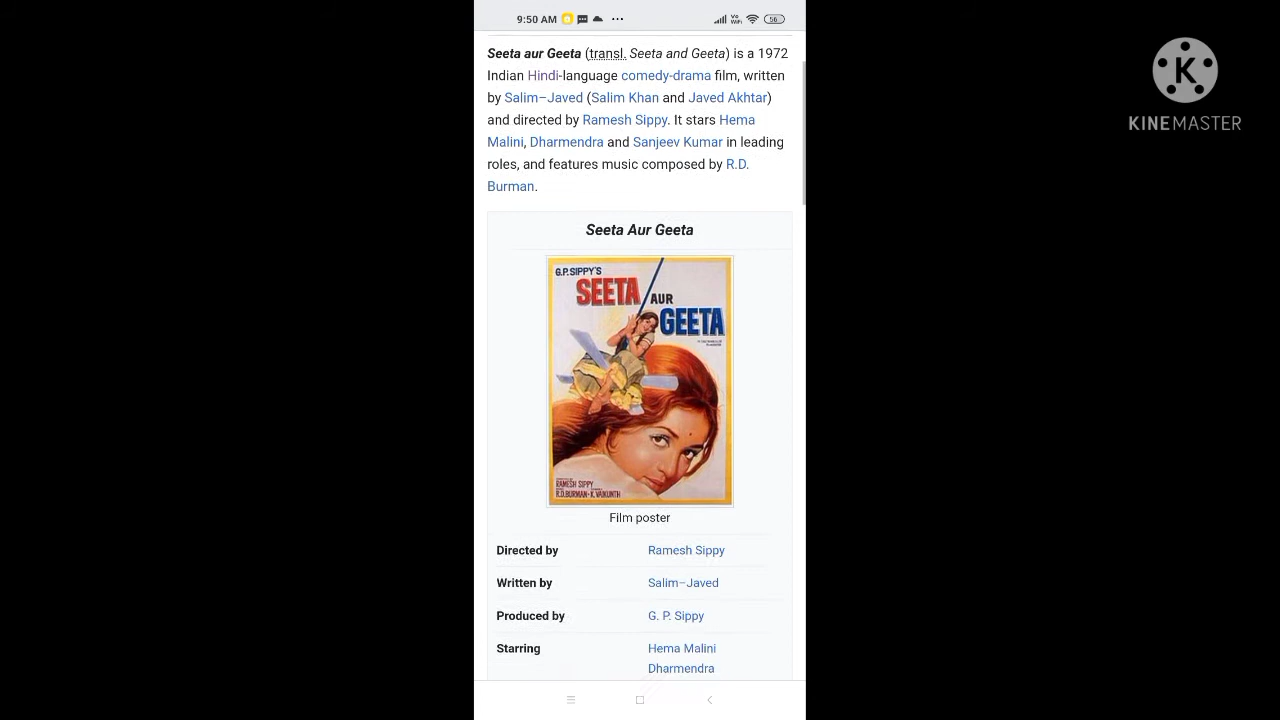 9:50 AM
Vo
WiFi
56
Seeta aur Geeta (transl. Seeta and Geeta) is a 1972
Indian Hindi-language comedy-drama film, written
by Salim–Javed (Salim Khan and Javed Akhtar)
and directed by Ramesh Sippy. It stars Hema
Malini, Dharmendra and Sanjeev Kumar in leading
roles, and features music composed by R.D.
Burman.
Seeta Aur Geeta
G.P. SIPPY'S
SEETA
AUR
GEETA
RAMESH SIPPY
R.D.BURMAN · K.VAIKUNTH
Film poster
Directed by Ramesh Sippy
Written by Salim–Javed
Produced by G. P. Sippy
Starring Hema Malini
Dharmendra
K
KINEMASTER